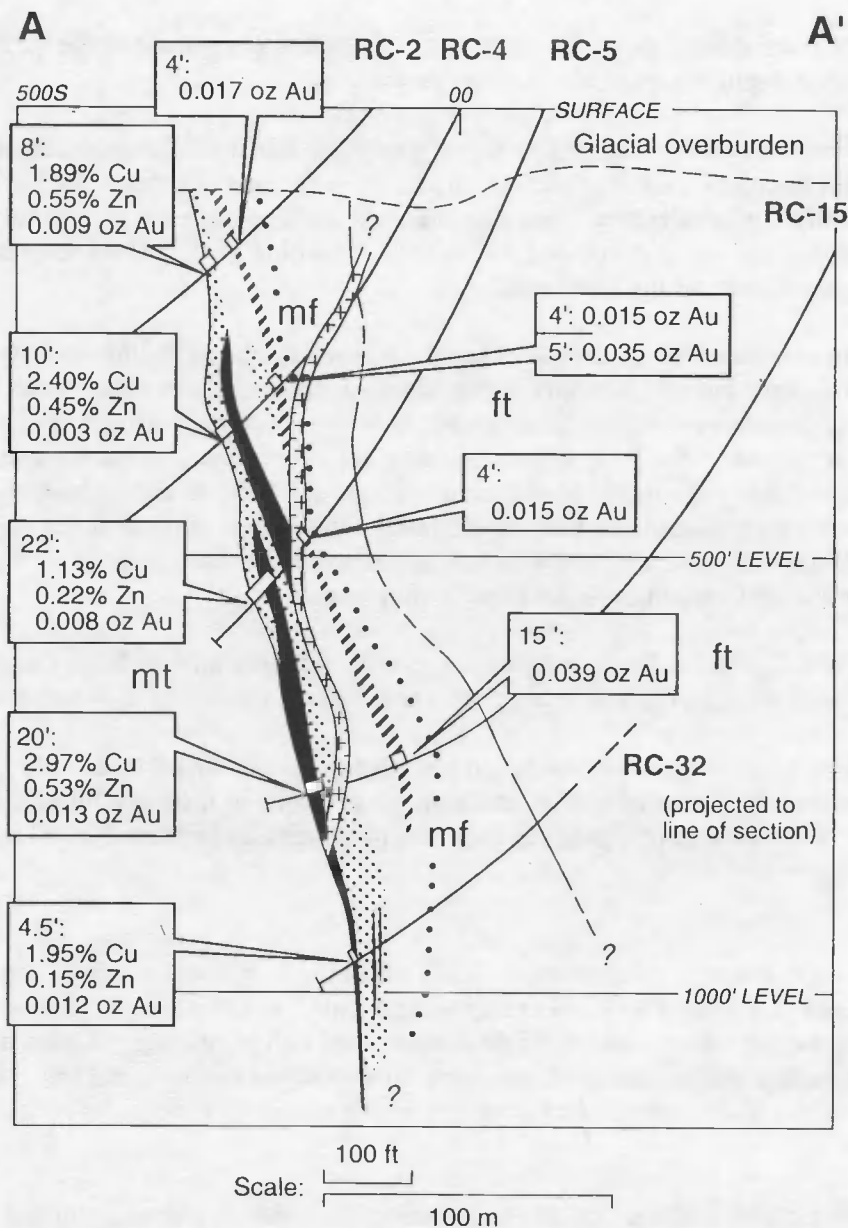 A
A'
RC-2 RC-4 RC-5
4':
0.017 oz Au
500S
00
SURFACE
Glacial overburden
8':
1.89% Cu
0.55% Zn
0.009 oz Au
RC-15
?
mf
4': 0.015 oz Au
5': 0.035 oz Au
10':
2.40% Cu
0.45% Zn
0.003 oz Au
ft
4':
0.015 oz Au
22':
1.13% Cu
0.22% Zn
0.008 oz Au
500' LEVEL
15':
0.039 oz Au
ft
mt
20':
2.97% Cu
0.53% Zn
0.013 oz Au
RC-32
(projected to
line of section)
mf
4.5':
1.95% Cu
0.15% Zn
0.012 oz Au
?
1000' LEVEL
?
100 ft
Scale:
100 m